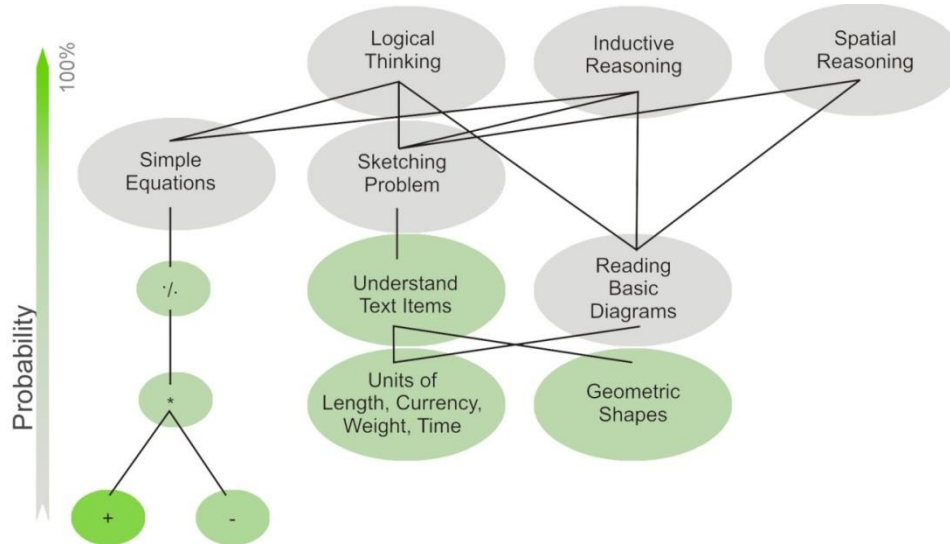 100%
Probability
Logical
Thinking
Inductive
Reasoning
Spatial
Reasoning
Simple
Equations
Sketching
Problem
·/.
Understand
Text Items
Reading
Basic
Diagrams
*
Units of
Length, Currency,
Weight, Time
Geometric
Shapes
+
-